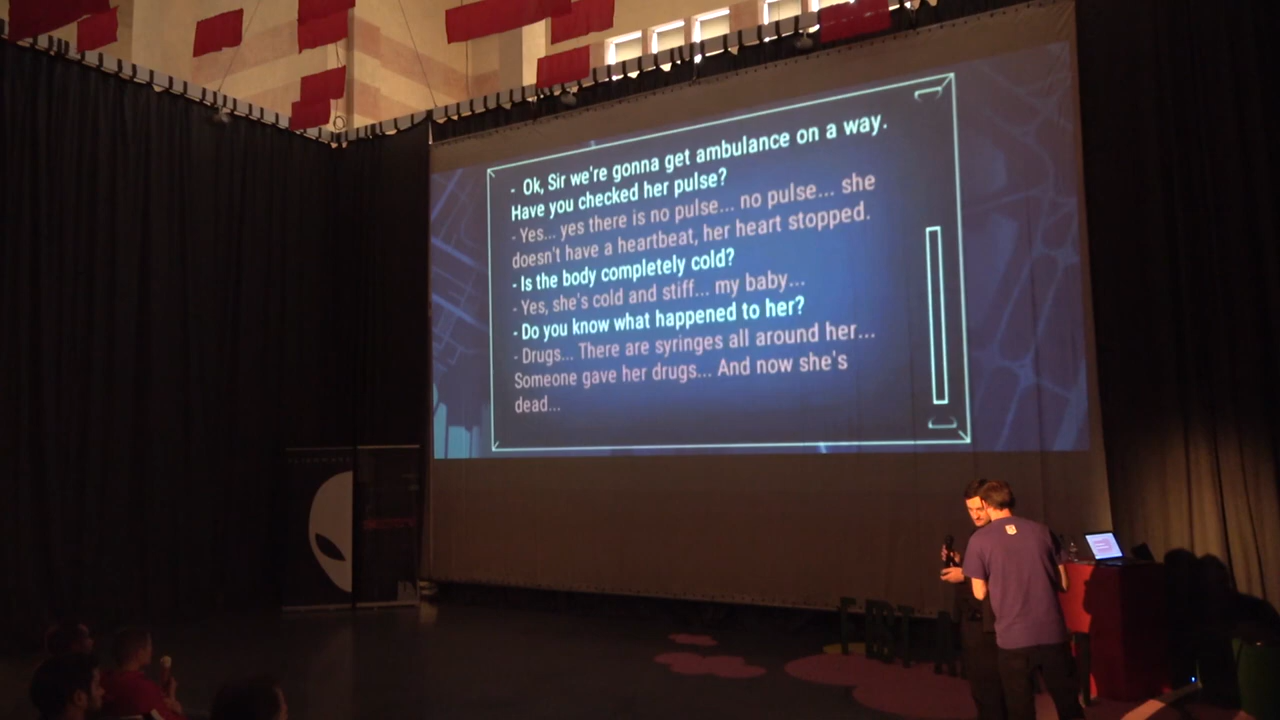 - Ok, Sir we're gonna get ambulance on a way.
Have you checked her pulse?
- Yes... yes there is no pulse... no pulse... she
doesn't have a heartbeat, her heart stopped.
- Is the body completely cold?
- Yes, she's cold and stiff... my baby...
- Do you know what happened to her?
- Drugs... There are syringes all around her...
Someone gave her drugs... And now she's
dead...